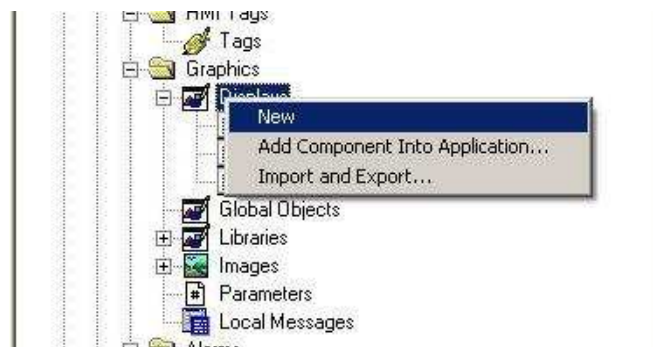 HMI Tags
Tags
Graphics
Displays
New
Add Component Into Application...
Import and Export...
Global Objects
Libraries
Images
Parameters
Local Messages
Alarms